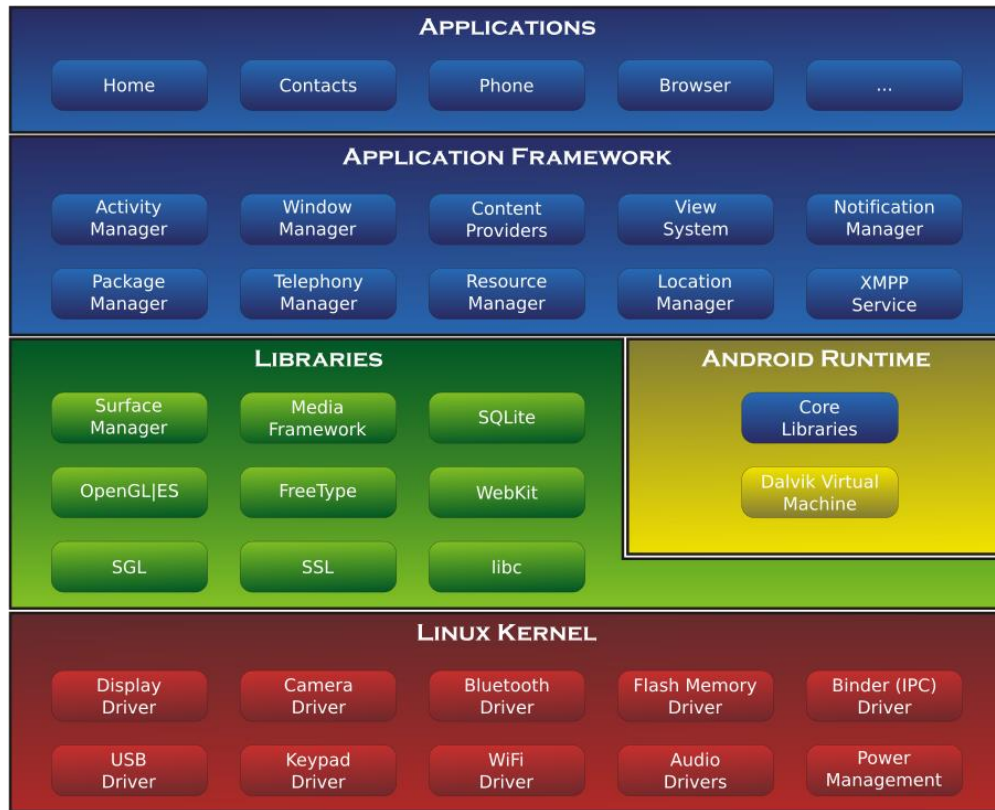 APPLICATIONS
Home
Contacts
Phone
Browser
...
APPLICATION FRAMEWORK
Activity
Manager
Window
Manager
Content
Providers
View
System
Notification
Manager
Package
Manager
Telephony
Manager
Resource
Manager
Location
Manager
XMPP
Service
LIBRARIES
Surface
Manager
Media
Framework
SQLite
OpenGL|ES
FreeType
WebKit
SGL
SSL
libc
ANDROID RUNTIME
Core
Libraries
Dalvik Virtual
Machine
LINUX KERNEL
Display
Driver
Camera
Driver
Bluetooth
Driver
Flash Memory
Driver
Binder (IPC)
Driver
USB
Driver
Keypad
Driver
WiFi
Driver
Audio
Drivers
Power
Management